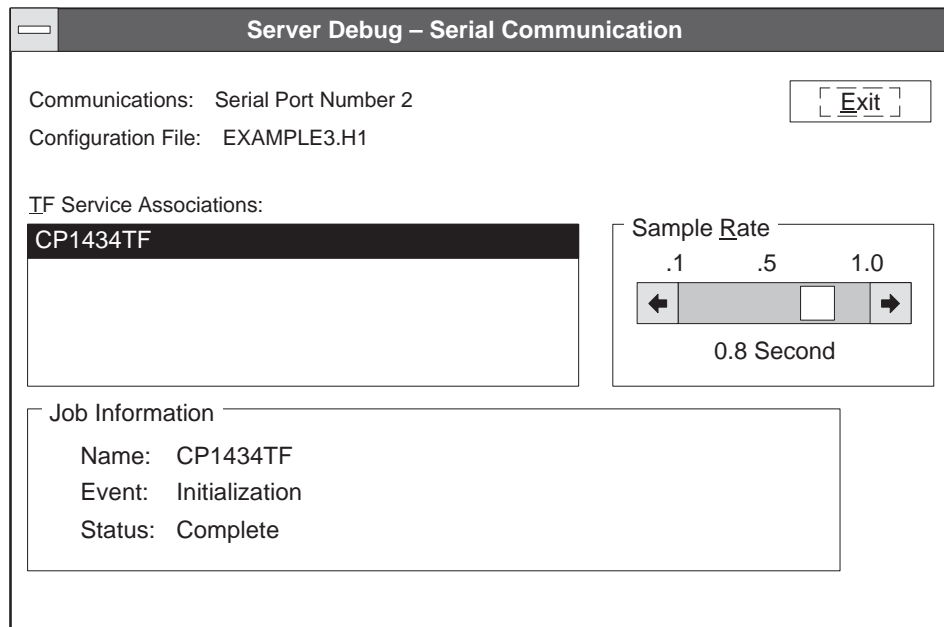 Server Debug – Serial Communication
Communications: Serial Port Number 2
Exit
Configuration File: EXAMPLE3.H1
TF Service Associations:
CP1434TF
Sample Rate
.1 .5 1.0
0.8 Second
Job Information
Name: CP1434TF
Event: Initialization
Status: Complete